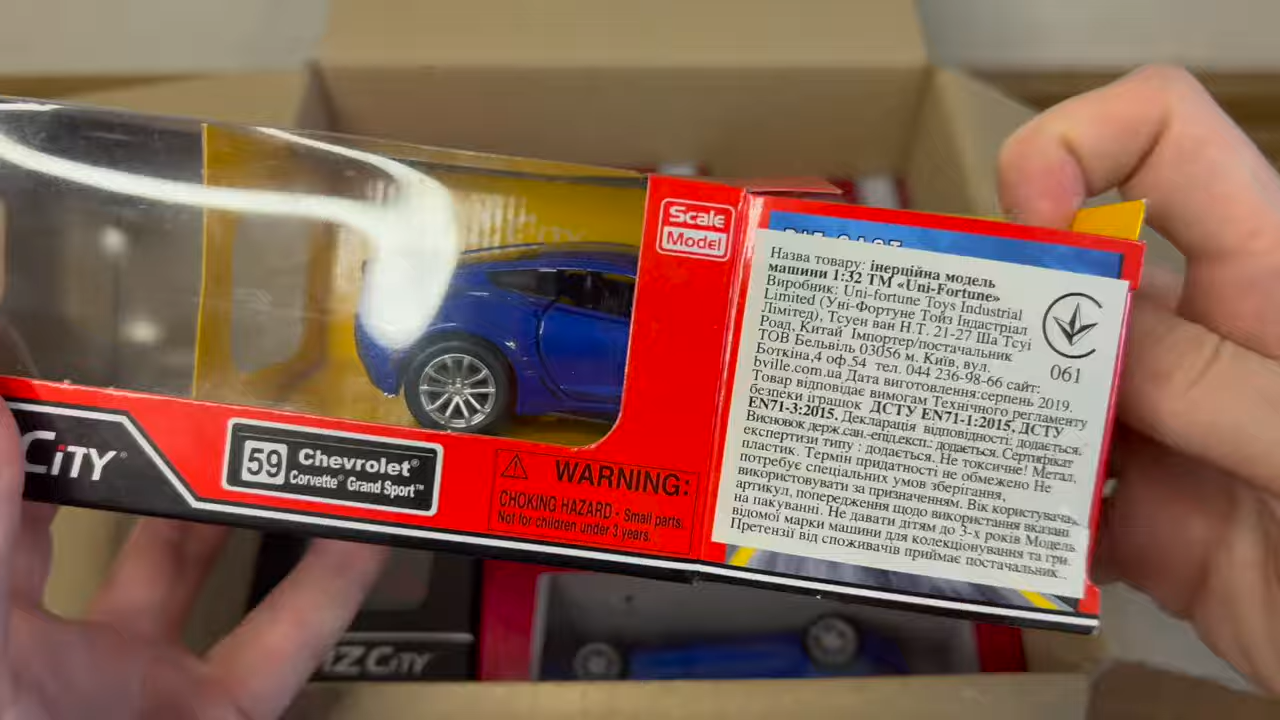 Scale
Model
CiTY
59
Chevrolet®
Corvette® Grand Sport™
WARNING:
CHOKING HAZARD - Small parts.
Not for children under 3 years.
Назва товару: інерційна модель
машини 1:32 ТМ «Uni-Fortune»
Виробник: Uni-fortune Toys Industrial
Limited (Уні-Фортуне Тойз Індастріал
Лімітед), Тсуен ван Н.Т. 21-27 Ша Тсуі
Роад, Китай Імпортер/постачальник
ТОВ Бельвіль 03056 м. Київ, вул.
Боткіна,4 оф.54 тел. 044 236-98-66 сайт:
bville.com.ua Дата виготовлення:серпень 2019.
Товар відповідає вимогам Технічного регламенту
безпеки іграшок ДСТУ EN71-1:2015, ДСТУ
EN71-3:2015. Декларація відповідності: додається.
Висновок держ.сан.-епід.експ.: додається. Сертифікат
експертизи типу : додається. Не токсичне! Метал,
пластик. Термін придатності не обмежено Не
потребує спеціальних умов зберігання,
використовувати за призначенням. Вік користувача,
артикул, попередження щодо використання вказані
на пакуванні. Не давати дітям до 3-х років Модель
відомої марки машини для колекціонування та гри.
Претензії від споживачів приймає постачальник.
061
CiTY